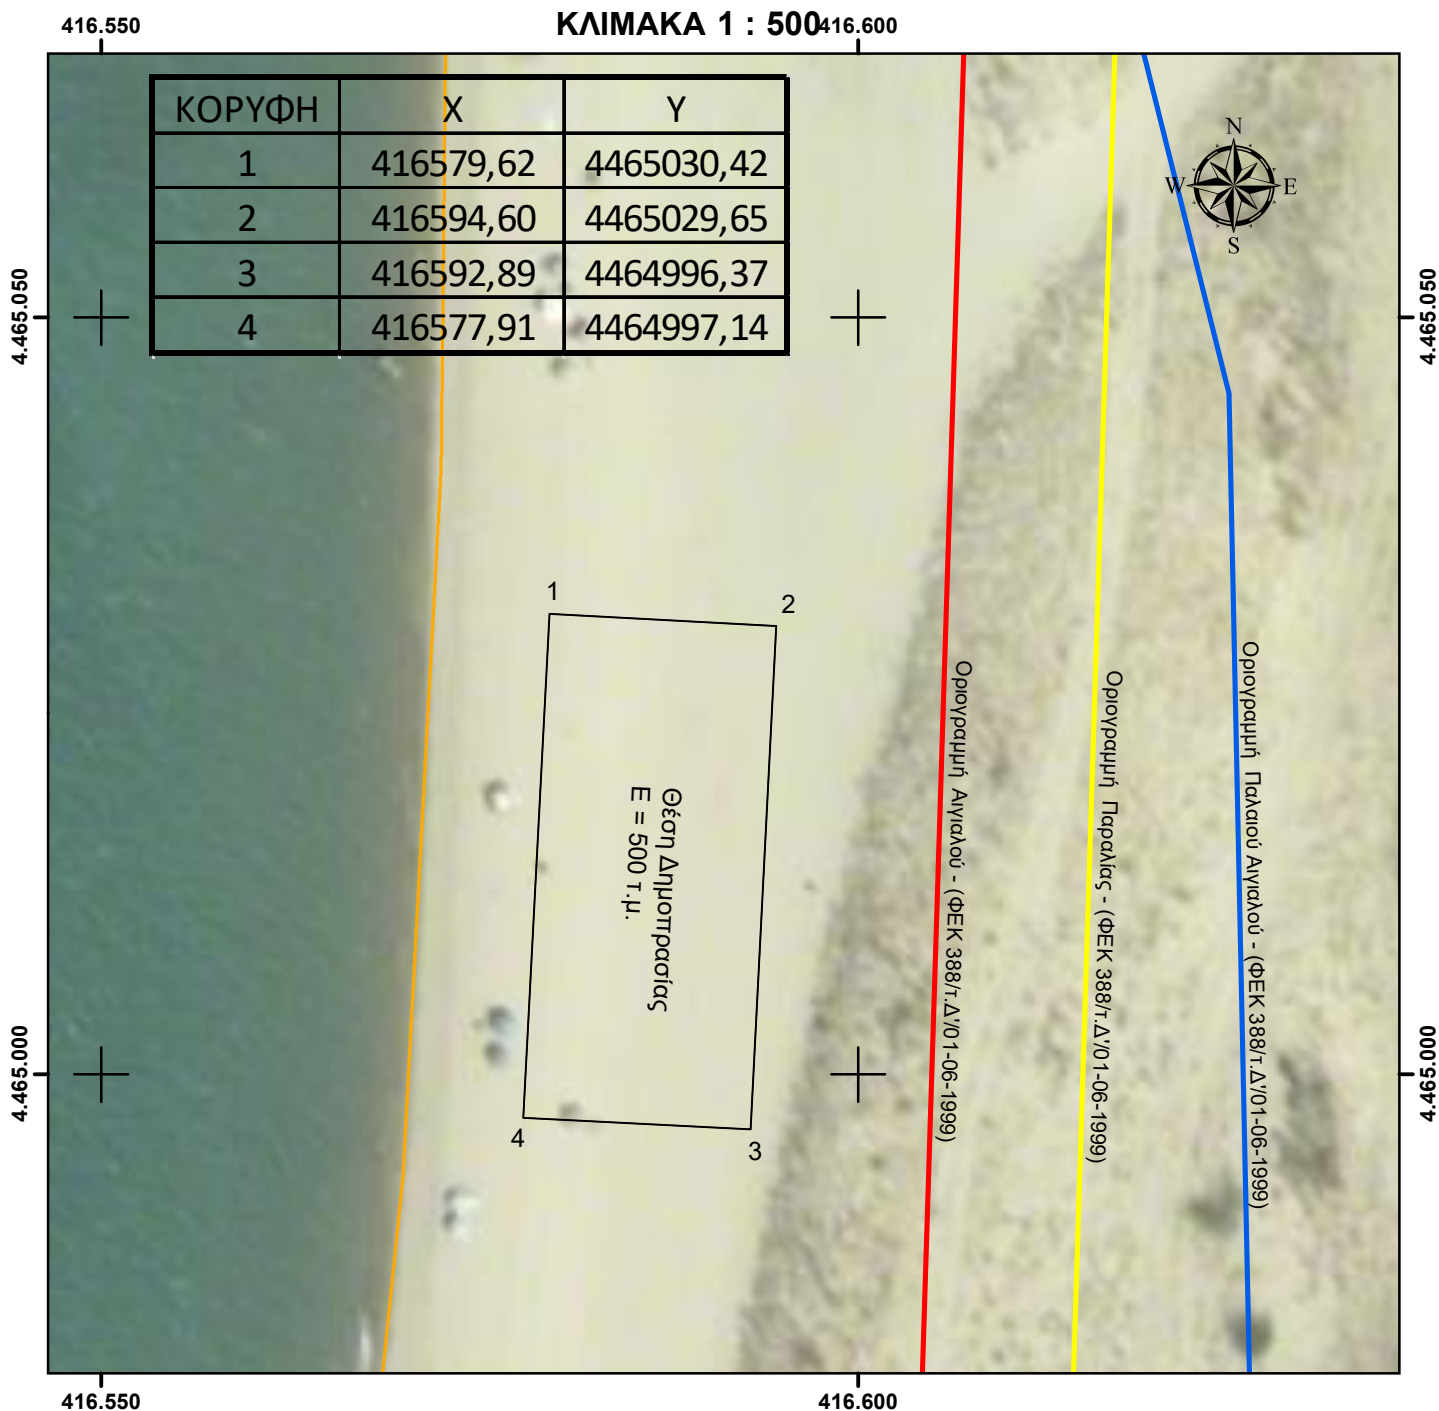 ΚΛΙΜΑΚΑ 1 : 500
416.550
416.600
ΚΟΡΥΦΗ X Y
1 416579,62 4465030,42
2 416594,60 4465029,65
3 416592,89 4464996,37
4 416577,91 4464997,14
N
W E
S
4.465.050
4.465.050
1
2
Θέση Δημοπρασίας
Ε = 500 τ.μ.
Οριογραμμή Αιγιαλού - (ΦΕΚ 388/τ.Δ'/01-06-1999)
Οριογραμμή Παραλίας - (ΦΕΚ 388/τ.Δ'/01-06-1999)
Οριογραμμή Παλαιού Αιγιαλού - (ΦΕΚ 388/τ.Δ'/01-06-1999)
4.465.000
4.465.000
4
3
416.550
416.600